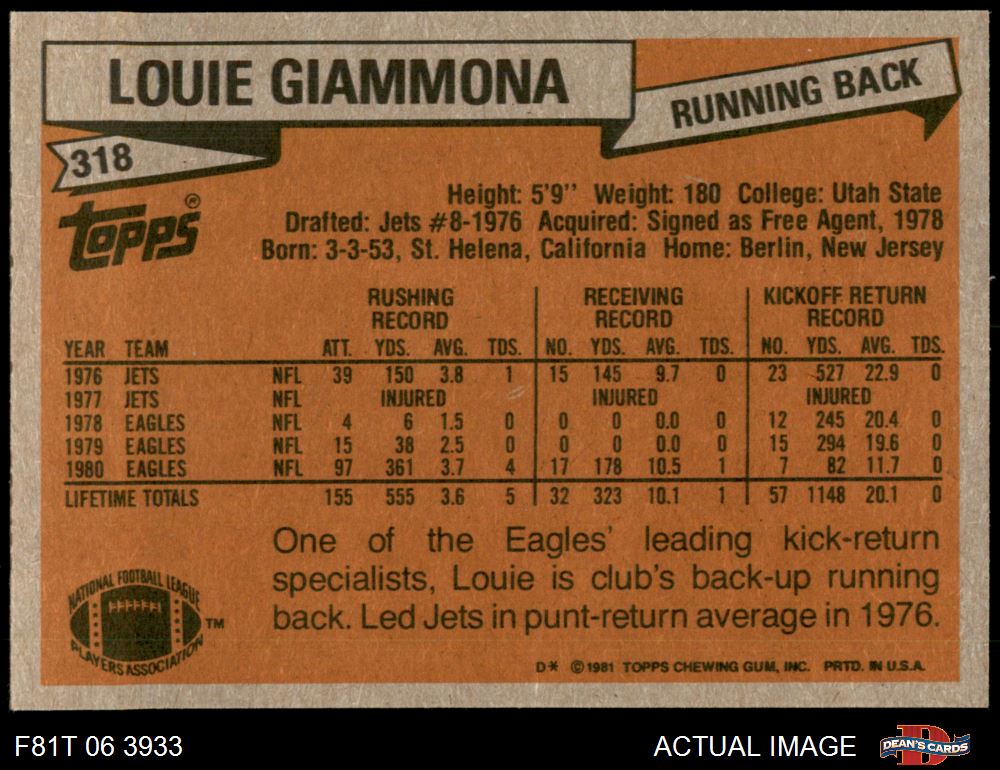 LOUIE GIAMMONA
RUNNING BACK
318
Topps®
Height: 5'9'' Weight: 180 College: Utah State
Drafted: Jets #8-1976 Acquired: Signed as Free Agent, 1978
Born: 3-3-53, St. Helena, California Home: Berlin, New Jersey
RUSHING RECORD RECEIVING RECORD KICKOFF RETURN RECORD
YEAR TEAM ATT. YDS. AVG. TDS. NO. YDS. AVG. TDS. NO. YDS. AVG. TDS.
1976 JETS NFL 39 150 3.8 1 15 145 9.7 0 23 527 22.9 0
1977 JETS NFL INJURED INJURED INJURED
1978 EAGLES NFL 4 6 1.5 0 0 0 0.0 0 12 245 20.4 0
1979 EAGLES NFL 15 38 2.5 0 0 0 0.0 0 15 294 19.6 0
1980 EAGLES NFL 97 361 3.7 4 17 178 10.5 1 7 82 11.7 0
LIFETIME TOTALS 155 555 3.6 5 32 323 10.1 1 57 1148 20.1 0
One of the Eagles' leading kick-return
specialists, Louie is club's back-up running
back. Led Jets in punt-return average in 1976.
NATIONAL FOOTBALL LEAGUE
PLAYERS ASSOCIATION
TM
D* © 1981 TOPPS CHEWING GUM, INC. PRTD. IN U.S.A.
F81T 06 3933
ACTUAL IMAGE
D
DEAN'S CARDS